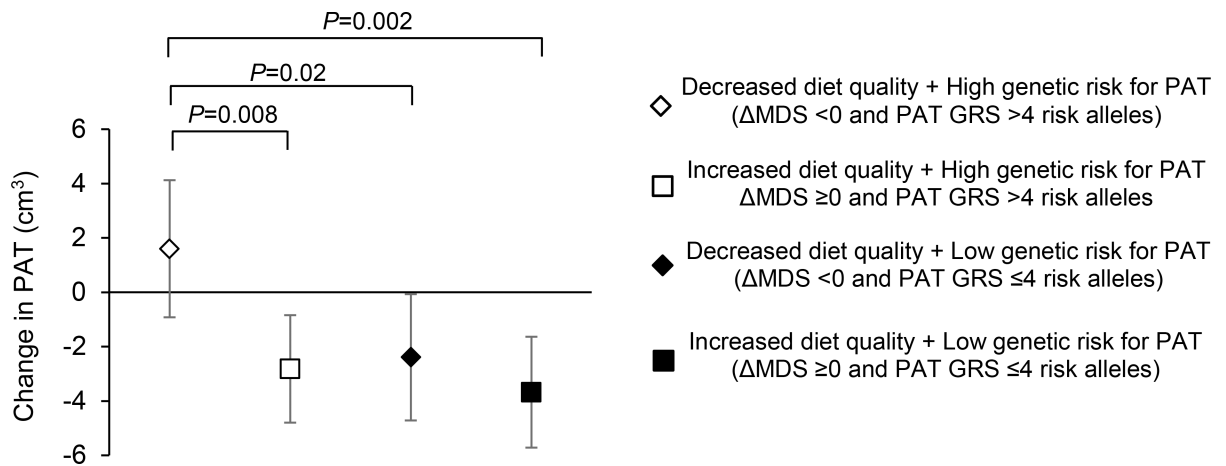 P=0.002
P=0.02
P=0.008
6
4
2
0
-2
-4
-6
Change in PAT (cm³)
Decreased diet quality + High genetic risk for PAT
(ΔMDS <0 and PAT GRS >4 risk alleles)
Increased diet quality + High genetic risk for PAT
ΔMDS ≥0 and PAT GRS >4 risk alleles
Decreased diet quality + Low genetic risk for PAT
(ΔMDS <0 and PAT GRS ≤4 risk alleles)
Increased diet quality + Low genetic risk for PAT
(ΔMDS ≥0 and PAT GRS ≤4 risk alleles)